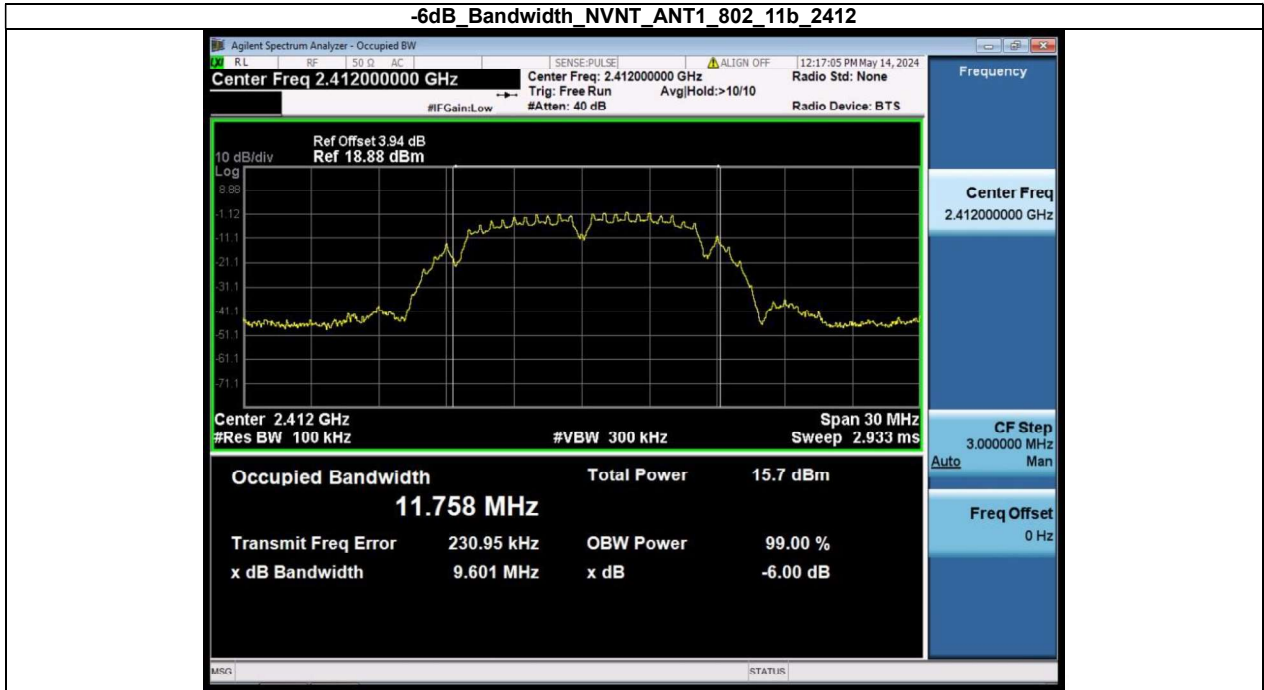 -6dB_Bandwidth_NVNT_ANT1_802_11b_2412
Agilent Spectrum Analyzer - Occupied BW
LXI RL RF 50 Ω AC SENSE:PULSE ALIGN OFF 12:17:05 PM May 14, 2024
Center Freq 2.412000000 GHz
Center Freq: 2.412000000 GHz
Radio Std: None
Trig: Free Run
Avg|Hold:>10/10
#IFGain:Low
#Atten: 40 dB
Radio Device: BTS
Ref Offset 3.94 dB
10 dB/div
Ref 18.88 dBm
Log
8.88
-1.12
-11.1
-21.1
-31.1
-41.1
-51.1
-61.1
-71.1
Center 2.412 GHz
Span 30 MHz
#Res BW 100 kHz
#VBW 300 kHz
Sweep 2.933 ms
Occupied Bandwidth
11.758 MHz
Total Power 15.7 dBm
Transmit Freq Error 230.95 kHz
OBW Power 99.00 %
x dB Bandwidth 9.601 MHz
x dB -6.00 dB
Frequency
Center Freq
2.412000000 GHz
CF Step
3.000000 MHz
Auto Man
Freq Offset
0 Hz
MSG
STATUS